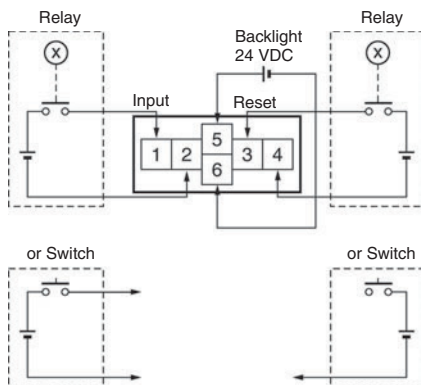 Relay
Backlight
24 VDC
Relay
X
X
Input
Reset
5
1 2 3 4
6
or Switch
or Switch